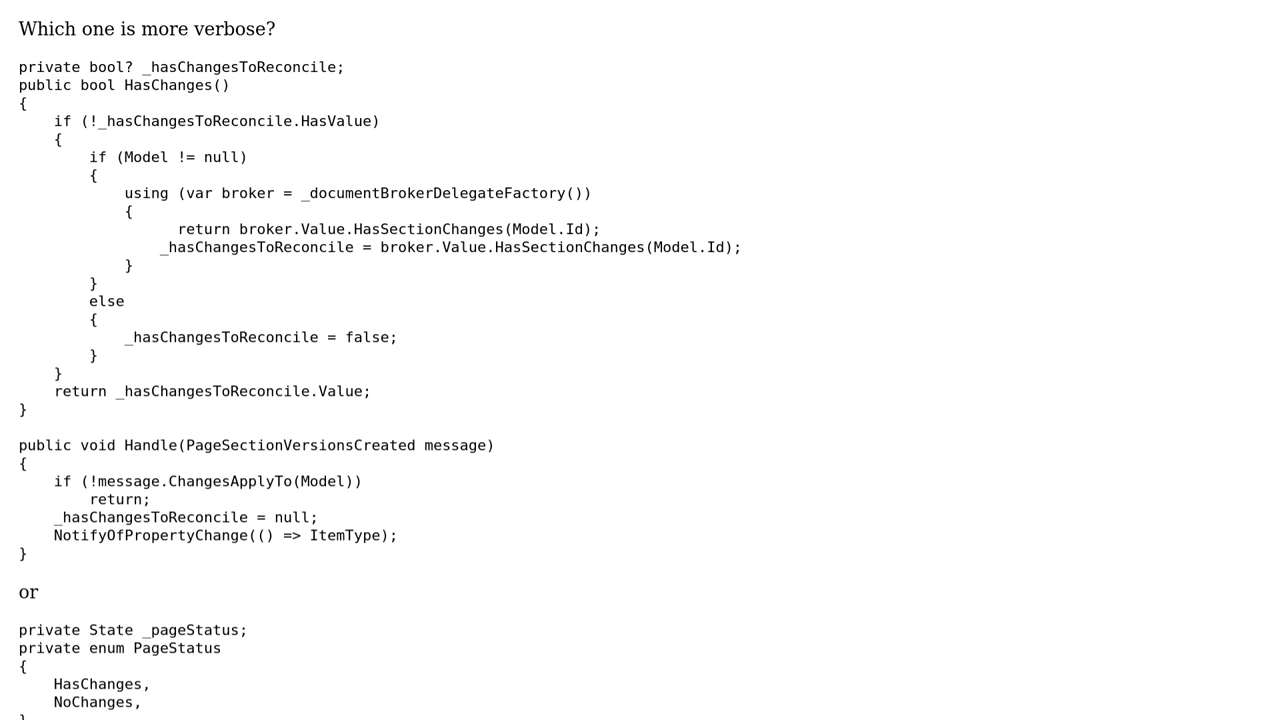 Which one is more verbose?
private bool? _hasChangesToReconcile;
public bool HasChanges()
{
    if (!_hasChangesToReconcile.HasValue)
    {
        if (Model != null)
        {
            using (var broker = _documentBrokerDelegateFactory())
            {
                  return broker.Value.HasSectionChanges(Model.Id);
                _hasChangesToReconcile = broker.Value.HasSectionChanges(Model.Id);
            }
        }
        else
        {
            _hasChangesToReconcile = false;
        }
    }
    return _hasChangesToReconcile.Value;
}

public void Handle(PageSectionVersionsCreated message)
{
    if (!message.ChangesApplyTo(Model))
        return;
    _hasChangesToReconcile = null;
    NotifyOfPropertyChange(() => ItemType);
}
or
private State _pageStatus;
private enum PageStatus
{
    HasChanges,
    NoChanges,
}